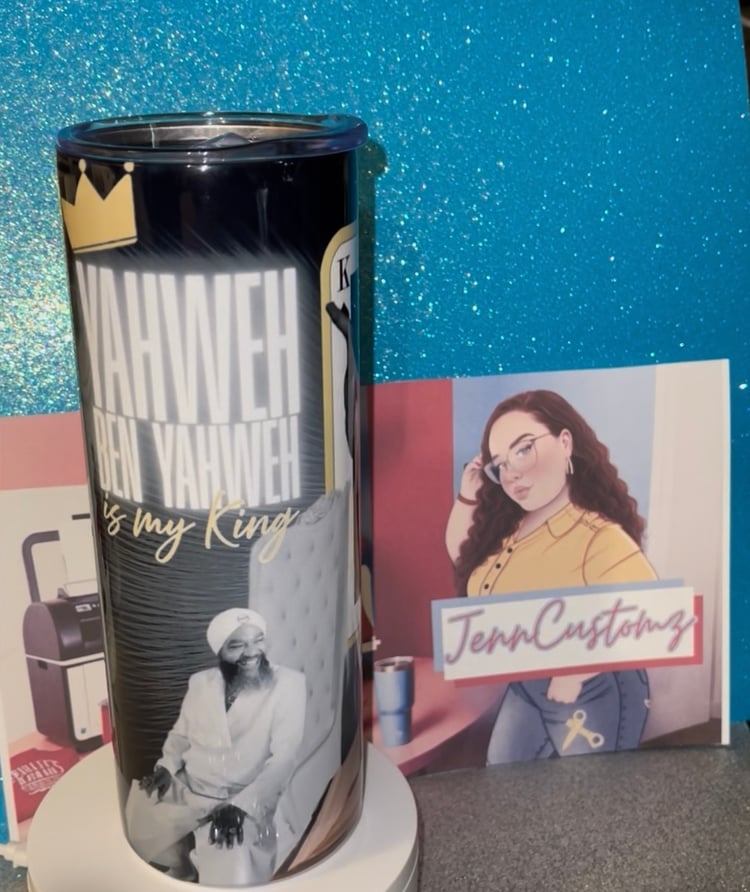 K
YAHWEH
BEN YAHWEH
is my King
JennCustomz